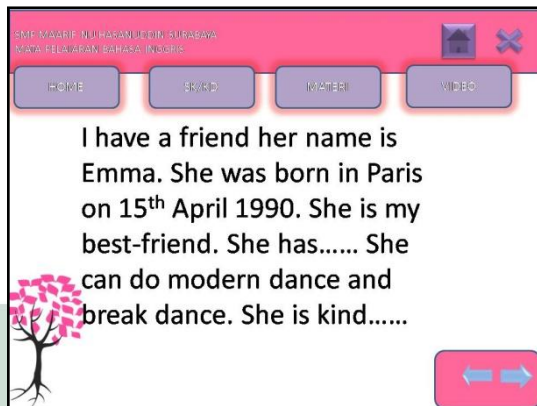 SMP MAARIF NU HASANUDDIN SURABAYA
MATA PELAJARAN BAHASA INGGRIS
HOME
SK/KD
MATERI
VIDEO
I have a friend her name is
Emma. She was born in Paris
on 15th April 1990. She is my
best-friend. She has...... She
can do modern dance and
break dance. She is kind......